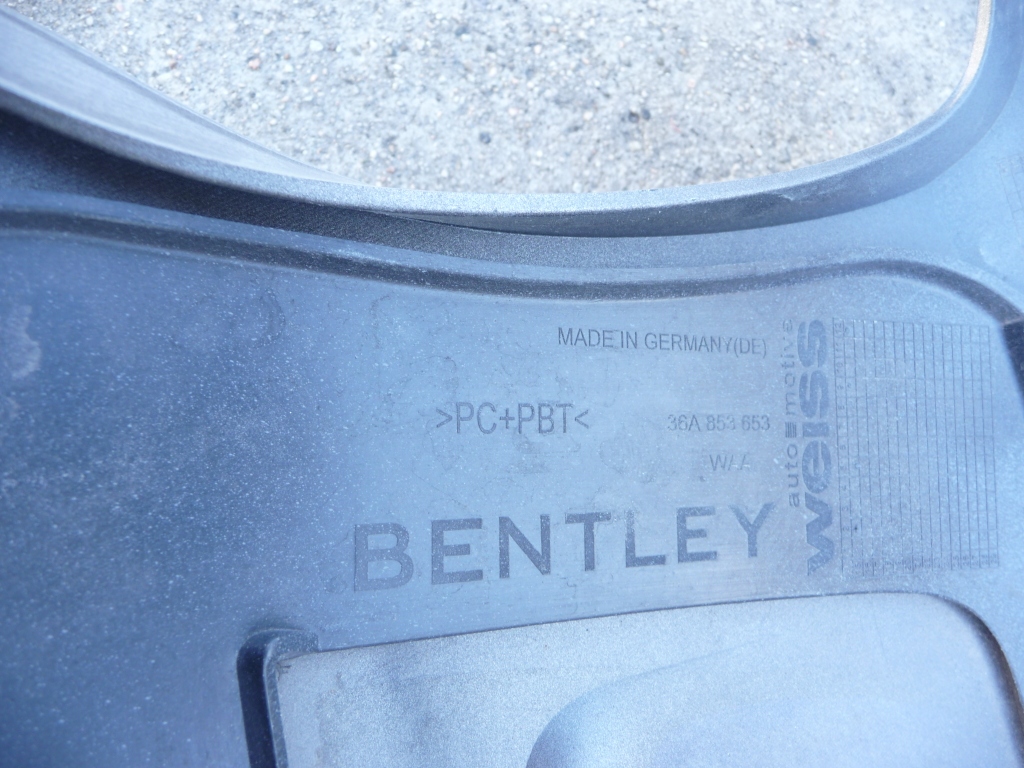 MADE IN GERMANY(DE)
>PC+PBT<
36A 853 653
BENTLEY
automotive
weiss